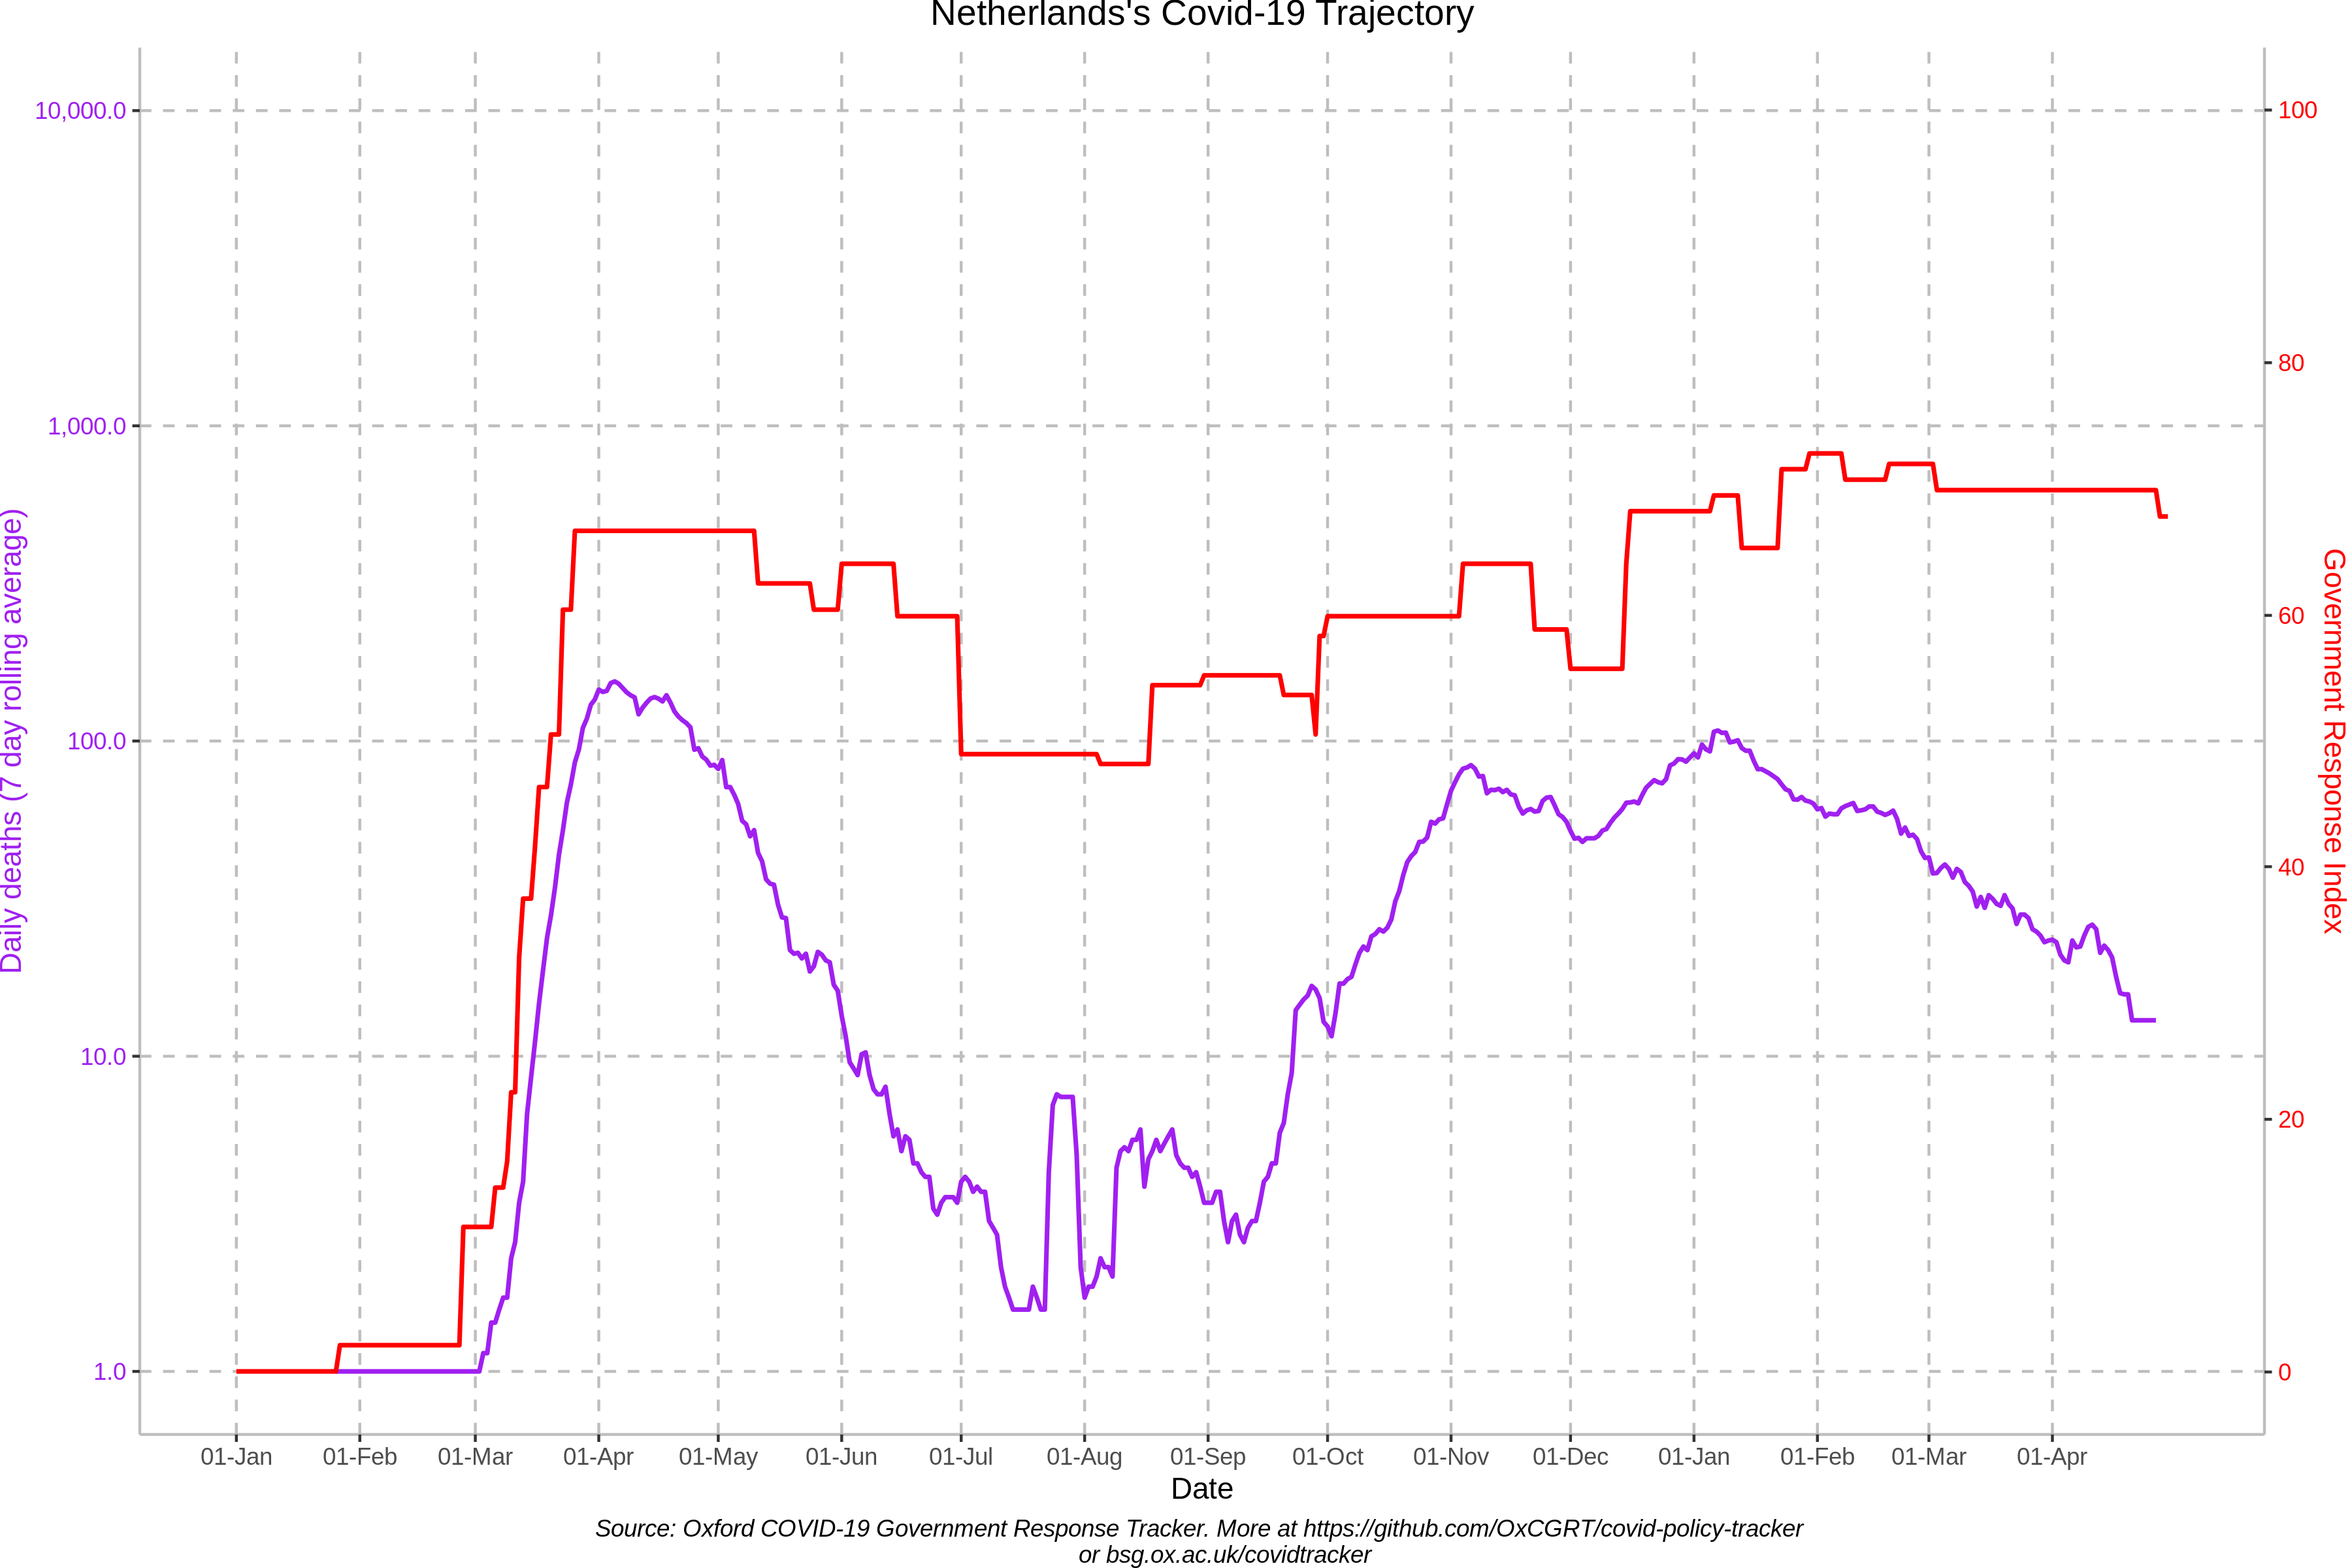 Netherlands's Covid-19 Trajectory
10,000.0
1,000.0
100.0
10.0
1.0
Daily deaths (7 day rolling average)
100
80
60
40
20
0
Government Response Index
01-Jan 01-Feb 01-Mar 01-Apr 01-May 01-Jun 01-Jul 01-Aug 01-Sep 01-Oct 01-Nov 01-Dec 01-Jan 01-Feb 01-Mar 01-Apr
Date
Source: Oxford COVID-19 Government Response Tracker. More at https://github.com/OxCGRT/covid-policy-tracker
or bsg.ox.ac.uk/covidtracker